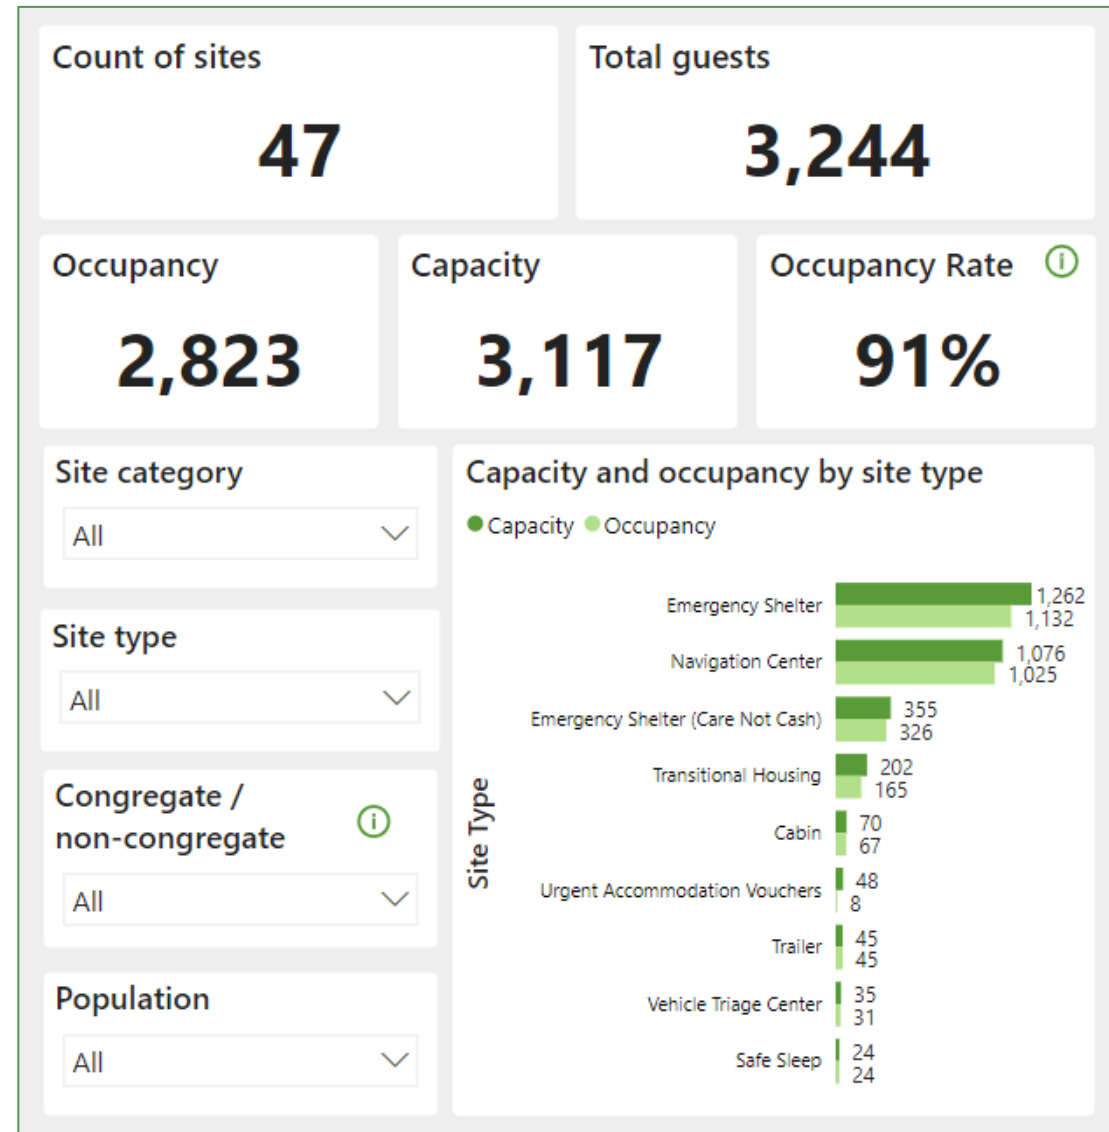 Count of sites
47
Total guests
3,244
Occupancy
2,823
Capacity
3,117
Occupancy Rate
91%
Site category
All
Site type
All
Congregate /
non-congregate
All
Population
All
Capacity and occupancy by site type
Capacity Occupancy
Site Type
Emergency Shelter
1,262
1,132
Navigation Center
1,076
1,025
Emergency Shelter (Care Not Cash)
355
326
Transitional Housing
202
165
Cabin
70
67
Urgent Accommodation Vouchers
48
8
Trailer
45
45
Vehicle Triage Center
35
31
Safe Sleep
24
24